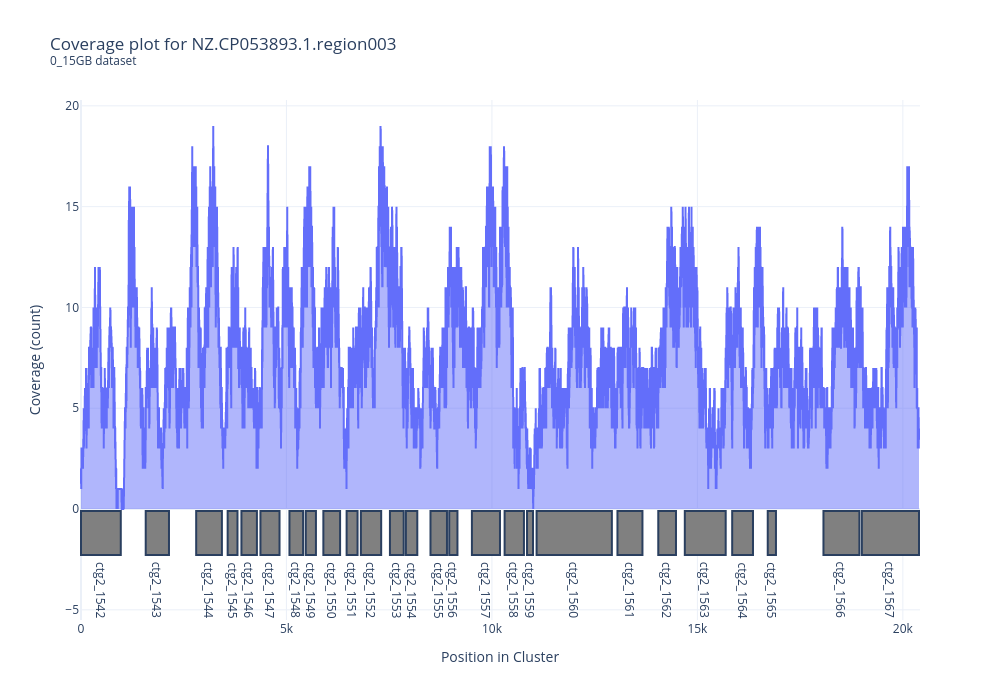 Coverage plot for NZ.CP053893.1.region003
0_15GB dataset
20
15
10
5
0
−5
Coverage (count)
ctg2_1542
ctg2_1543
ctg2_1544
ctg2_1545
ctg2_1546
ctg2_1547
ctg2_1548
ctg2_1549
ctg2_1550
ctg2_1551
ctg2_1552
ctg2_1553
ctg2_1554
ctg2_1555
ctg2_1556
ctg2_1557
ctg2_1558
ctg2_1559
ctg2_1560
ctg2_1561
ctg2_1562
ctg2_1563
ctg2_1564
ctg2_1565
ctg2_1566
ctg2_1567
0
5k
10k
15k
20k
Position in Cluster